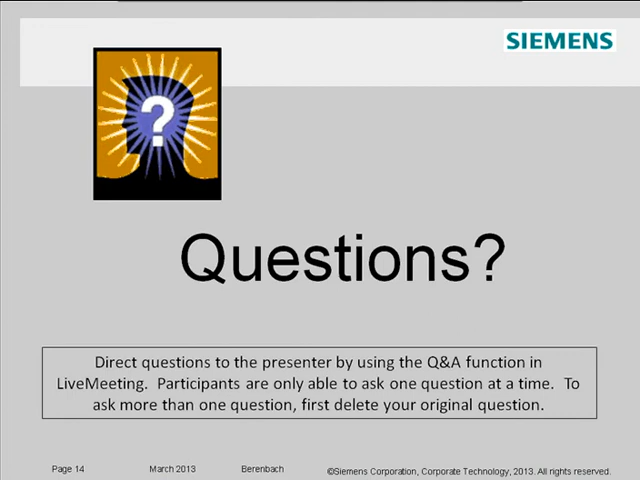 SIEMENS
?
Questions?
Direct questions to the presenter by using the Q&A function in
LiveMeeting. Participants are only able to ask one question at a time. To
ask more than one question, first delete your original question.
Page 14 March 2013 Berenbach ©Siemens Corporation, Corporate Technology, 2013. All rights reserved.